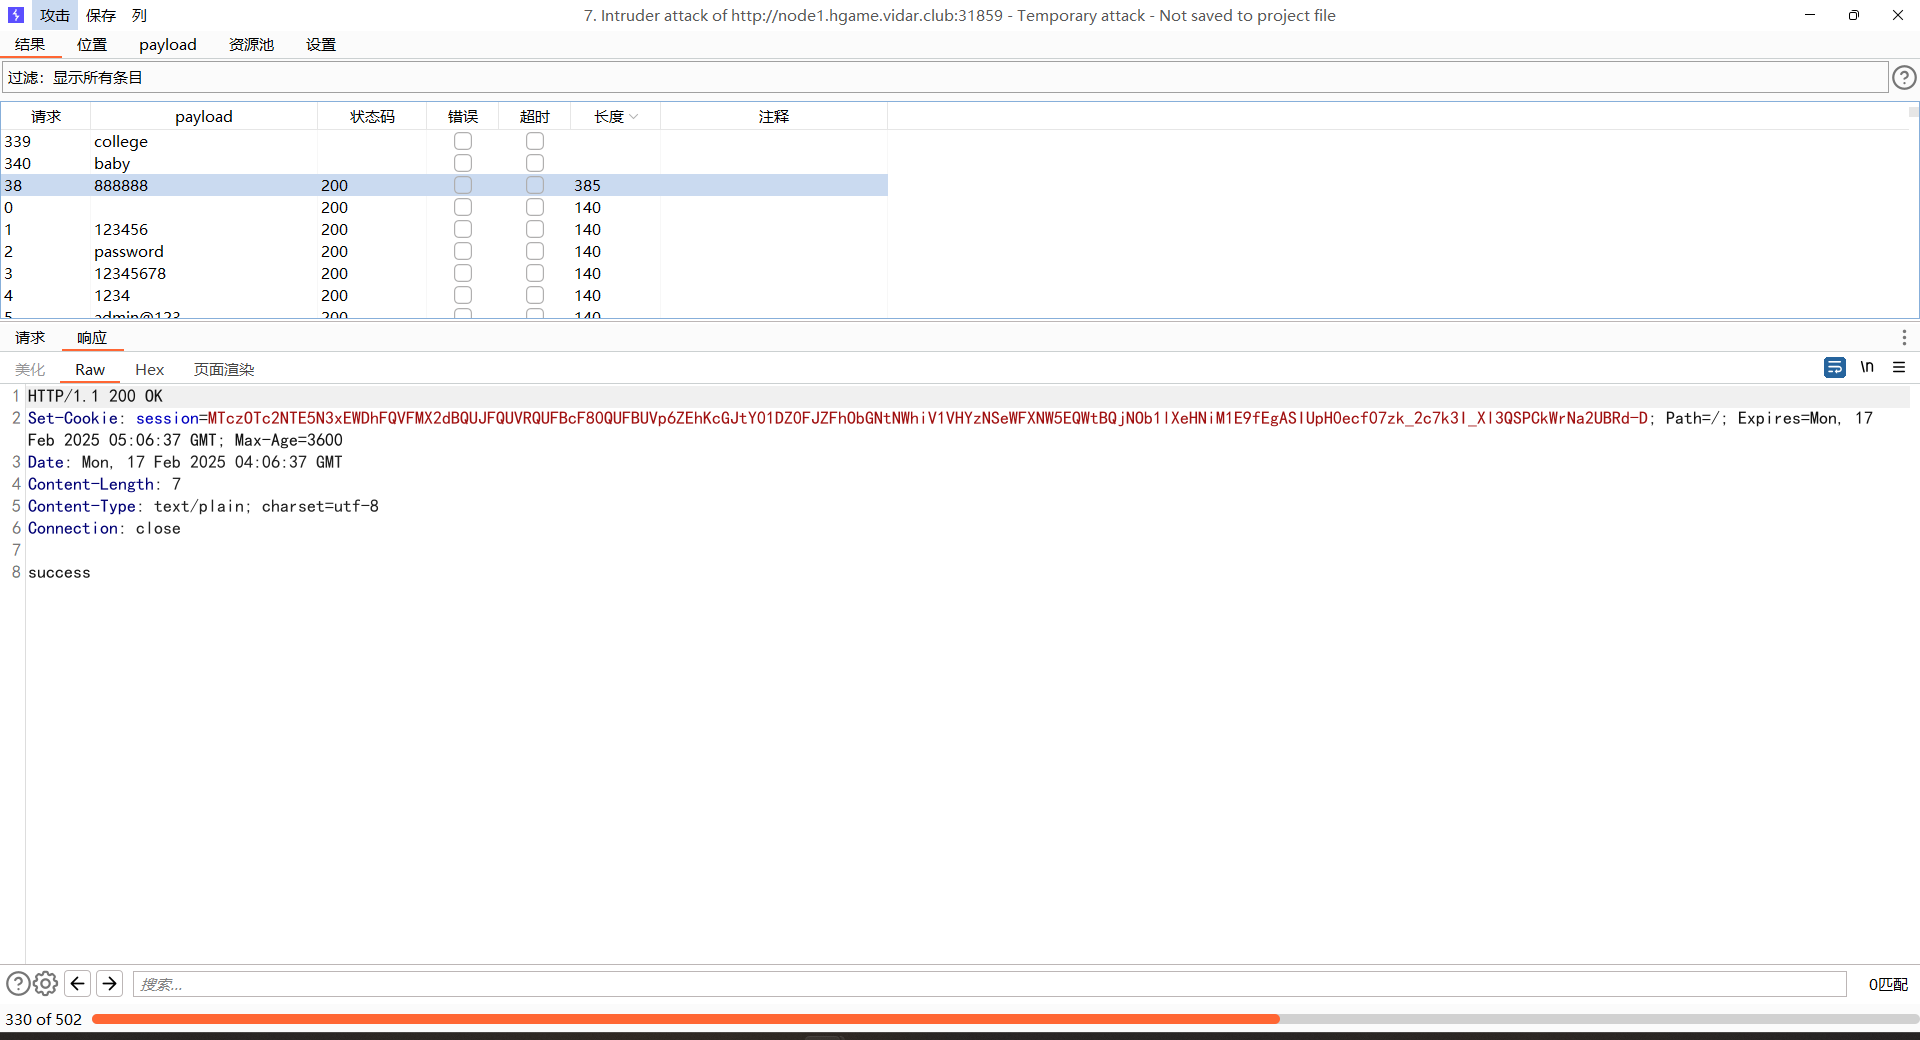 攻击 保存 列 7. Intruder attack of http://node1.hgame.vidar.club:31859 - Temporary attack - Not saved to project file
结果 位置 payload 资源池 设置
过滤：显示所有条目
请求 payload 状态码 错误 超时 长度 注释
339 college
340 baby
38 888888 200 385
0 200 140
1 123456 200 140
2 password 200 140
3 12345678 200 140
4 1234 200 140
5 admin@123 200 140
请求 响应
美化 Raw Hex 页面渲染 \n
1 HTTP/1.1 200 OK
2 Set-Cookie: session=MTczOTc2NTE5N3xEWDhFQVFMX2dBQUJFQUVRQUFBcF80QUFBUVp6ZEhKcGJtY01DZOFJZFhObGNtNWhiV1VHYzNSeWFXNW5EQWtBQjNOb1lXeHNiM1E9fEgASlUpH0ecf07zk_2c7k3l_Xl3QSPCkWrNa2UBRd-D; Path=/; Expires=Mon, 17
Feb 2025 05:06:37 GMT; Max-Age=3600
3 Date: Mon, 17 Feb 2025 04:06:37 GMT
4 Content-Length: 7
5 Content-Type: text/plain; charset=utf-8
6 Connection: close
7
8 success
搜索... 0匹配
330 of 502